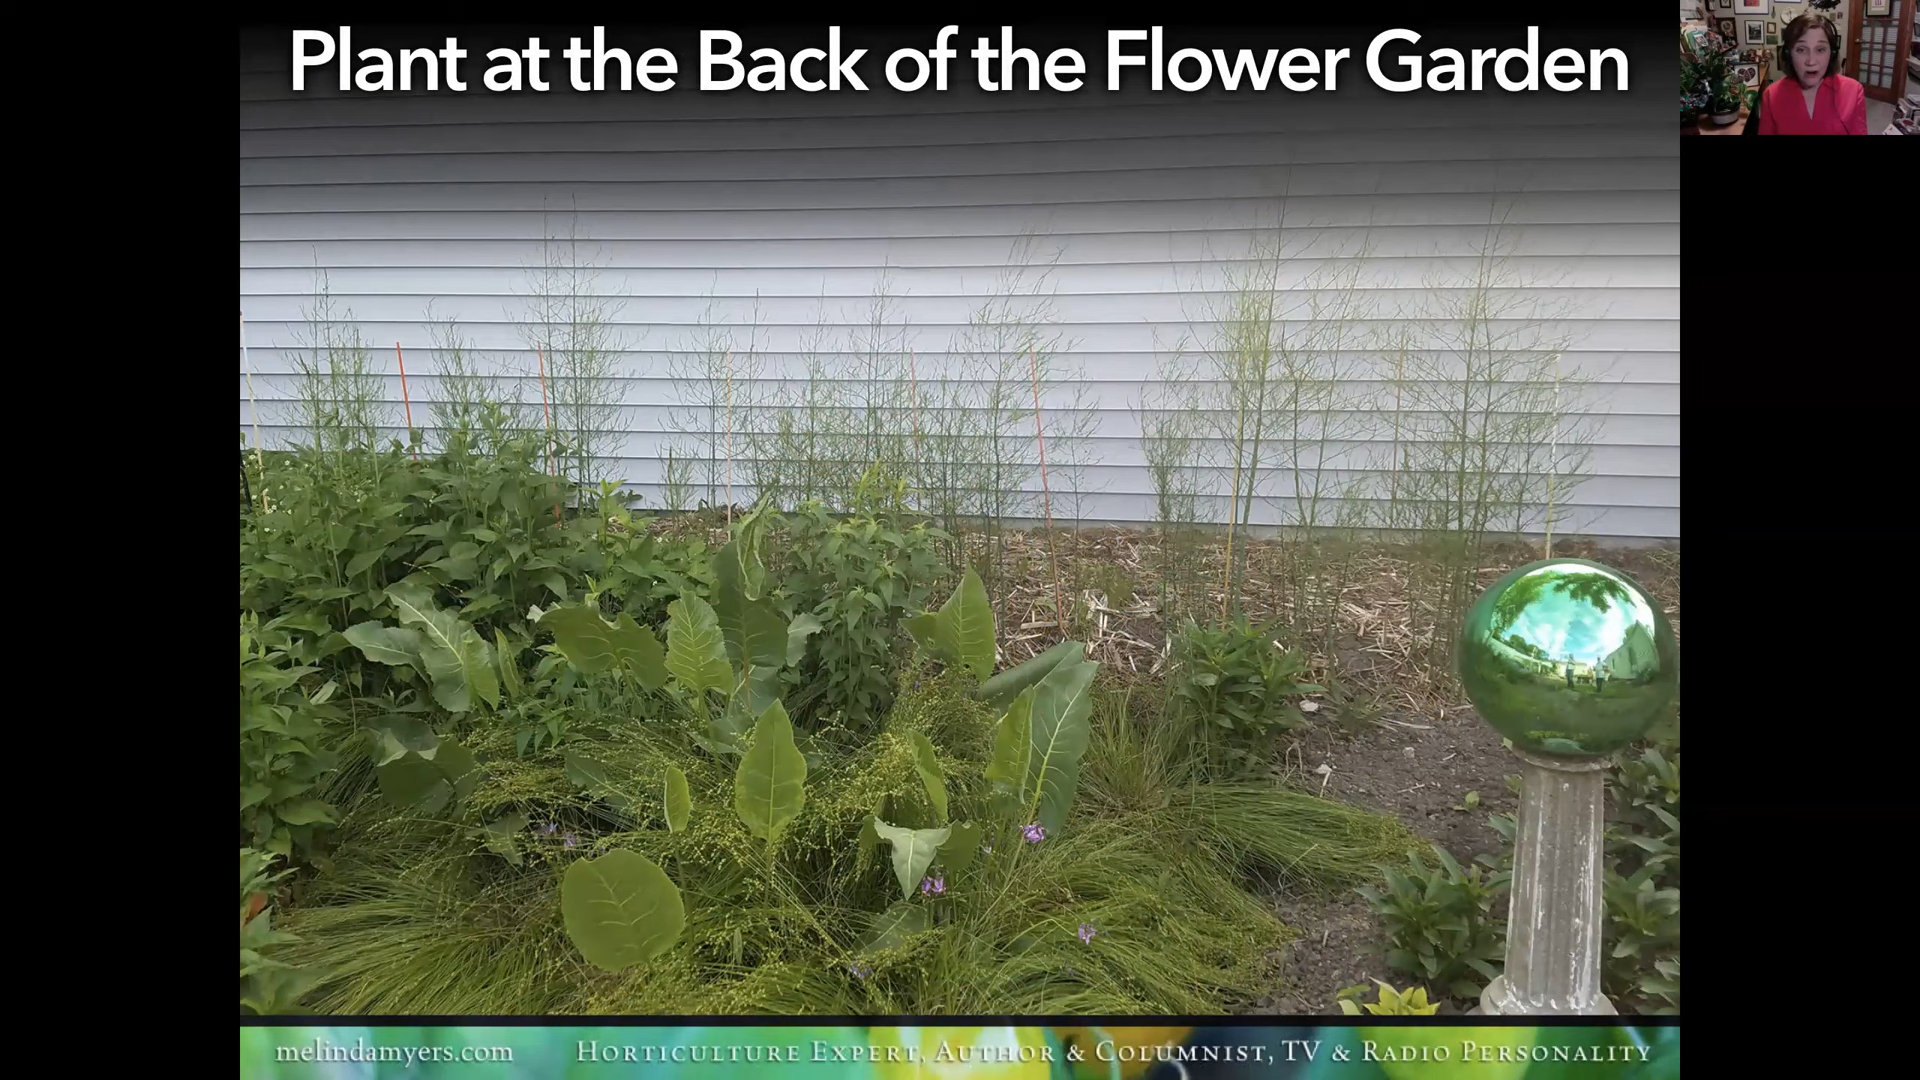 Plant at the Back of the Flower Garden
melindamyers.com Horticulture Expert, Author & Columnist, TV & Radio Personality